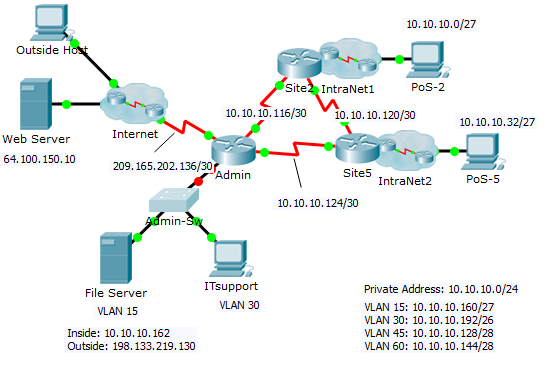 10.10.10.0/27
Outside Host
Site2
IntraNet1
PoS-2
10.10.10.116/30
10.10.10.120/30
10.10.10.32/27
Web Server
Internet
64.100.150.10
209.165.202.136/30
Admin
Site5
IntraNet2
PoS-5
10.10.10.124/30
Admin-Sw
File Server
ITsupport
VLAN 15
VLAN 30
Private Address: 10.10.10.0/24
VLAN 15: 10.10.10.160/27
VLAN 30: 10.10.10.192/26
VLAN 45: 10.10.10.128/28
VLAN 60: 10.10.10.144/28
Inside: 10.10.10.162
Outside: 198.133.219.130